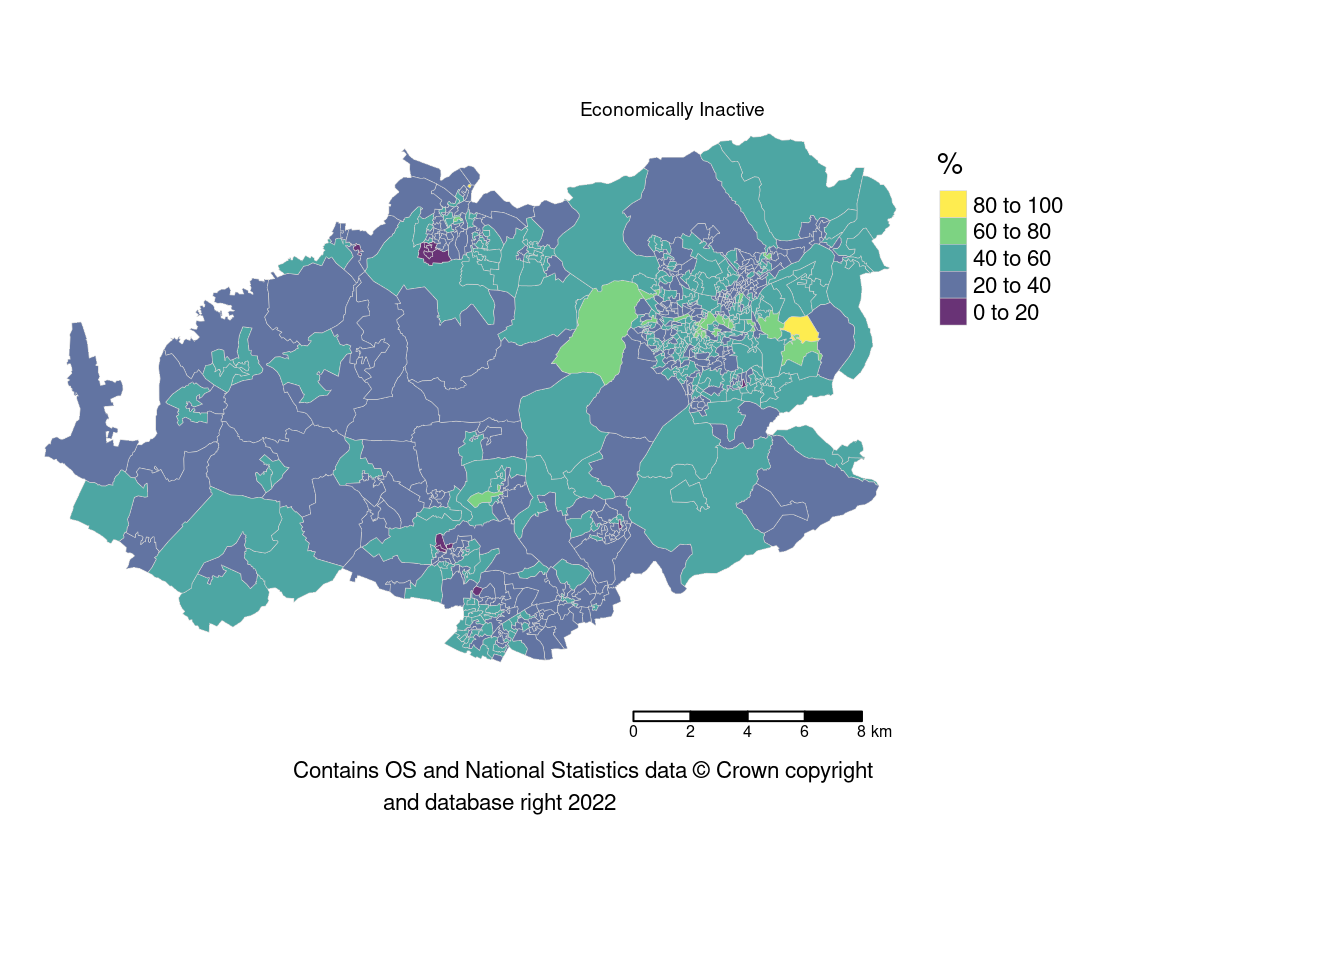 Economically Inactive
%
80 to 100
60 to 80
40 to 60
20 to 40
0 to 20
0 2 4 6 8 km
Contains OS and National Statistics data © Crown copyright
and database right 2022